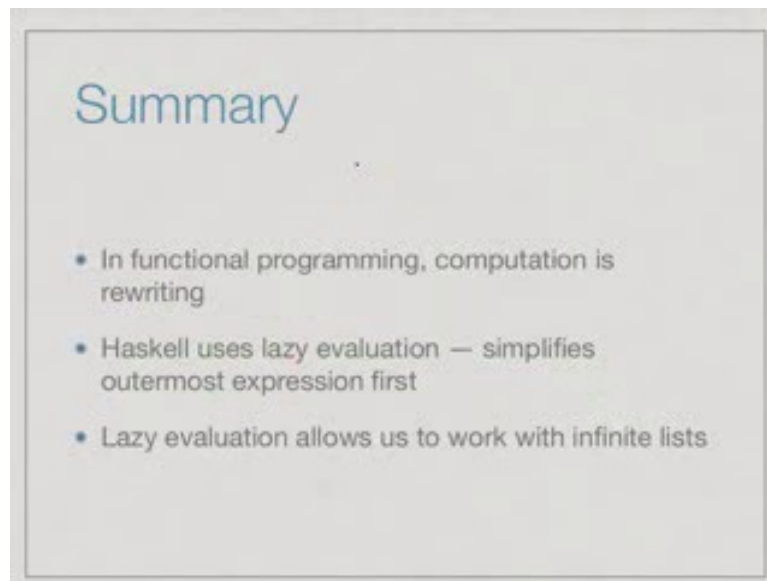 Summary
• In functional programming, computation is
rewriting
• Haskell uses lazy evaluation — simplifies
outermost expression first
• Lazy evaluation allows us to work with infinite lists